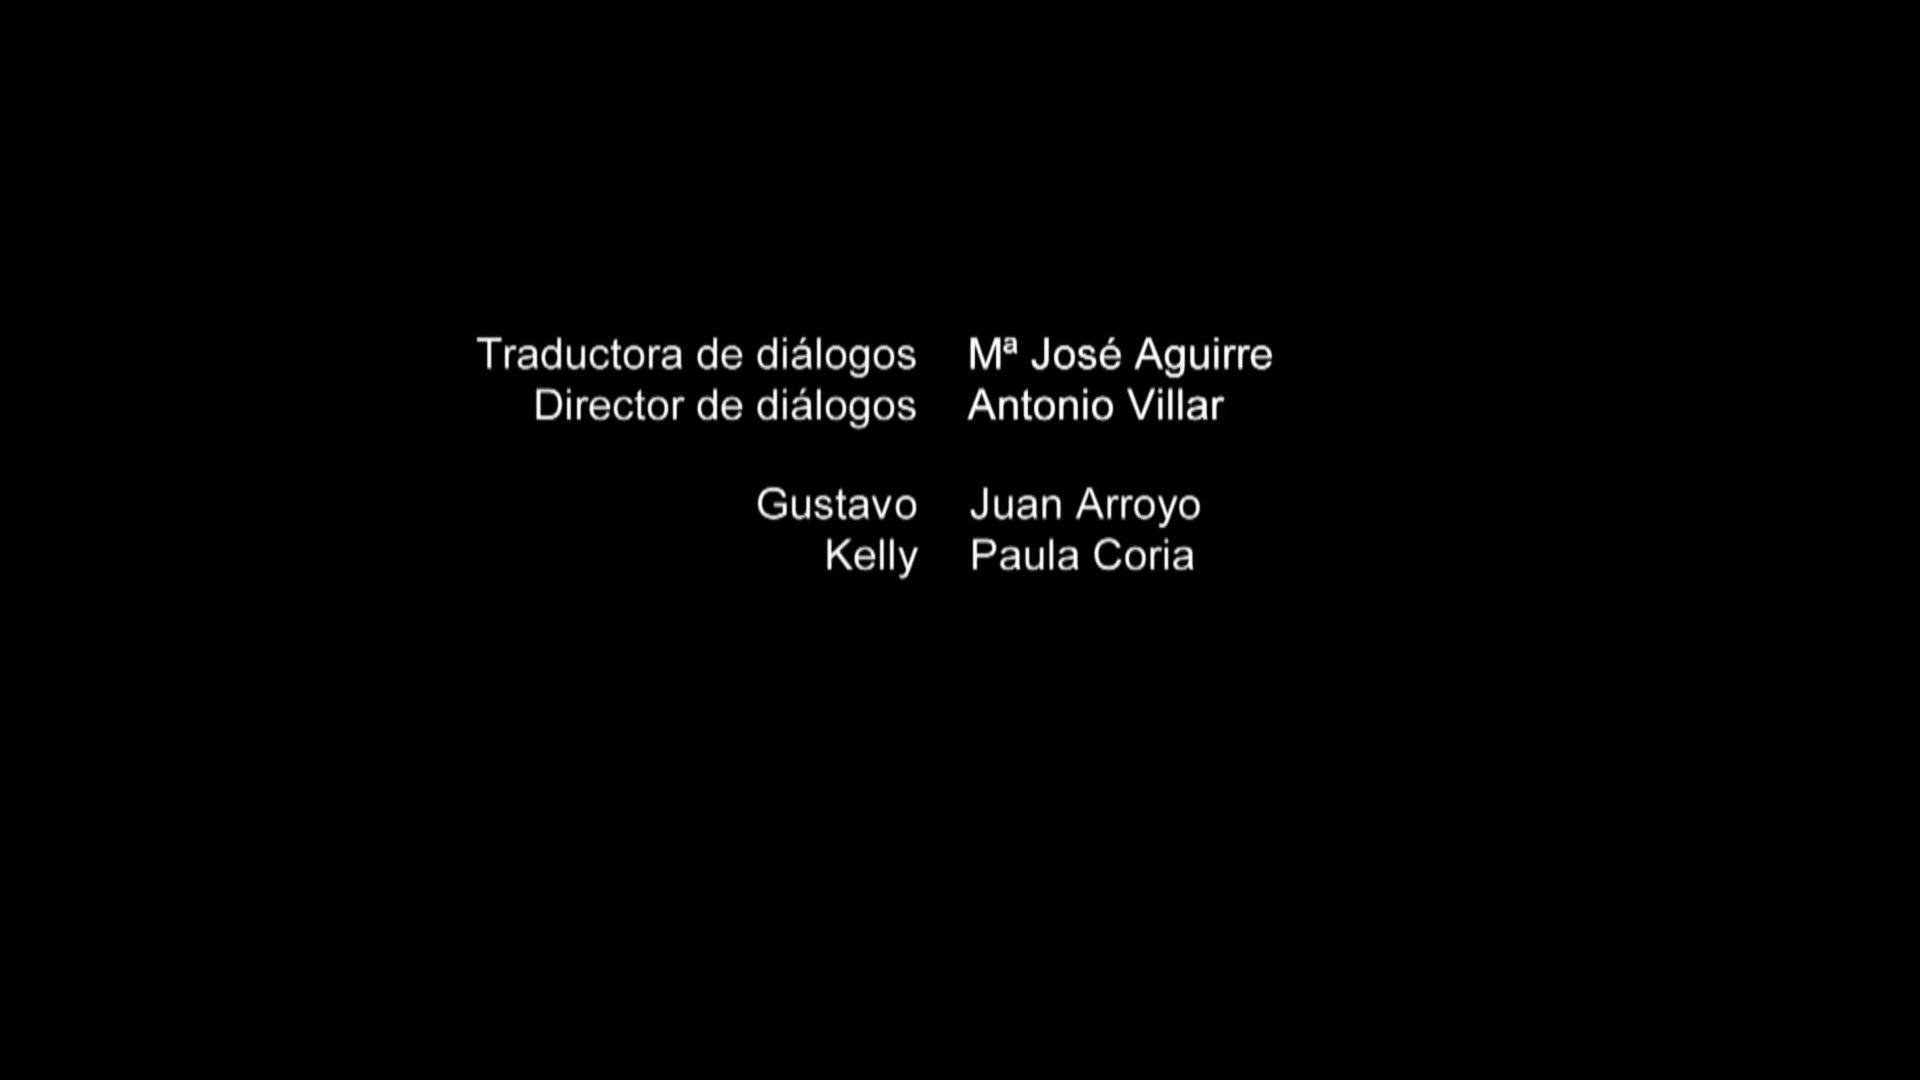 Traductora de diálogos Mª José Aguirre
Director de diálogos Antonio Villar
Gustavo Juan Arroyo
Kelly Paula Coria